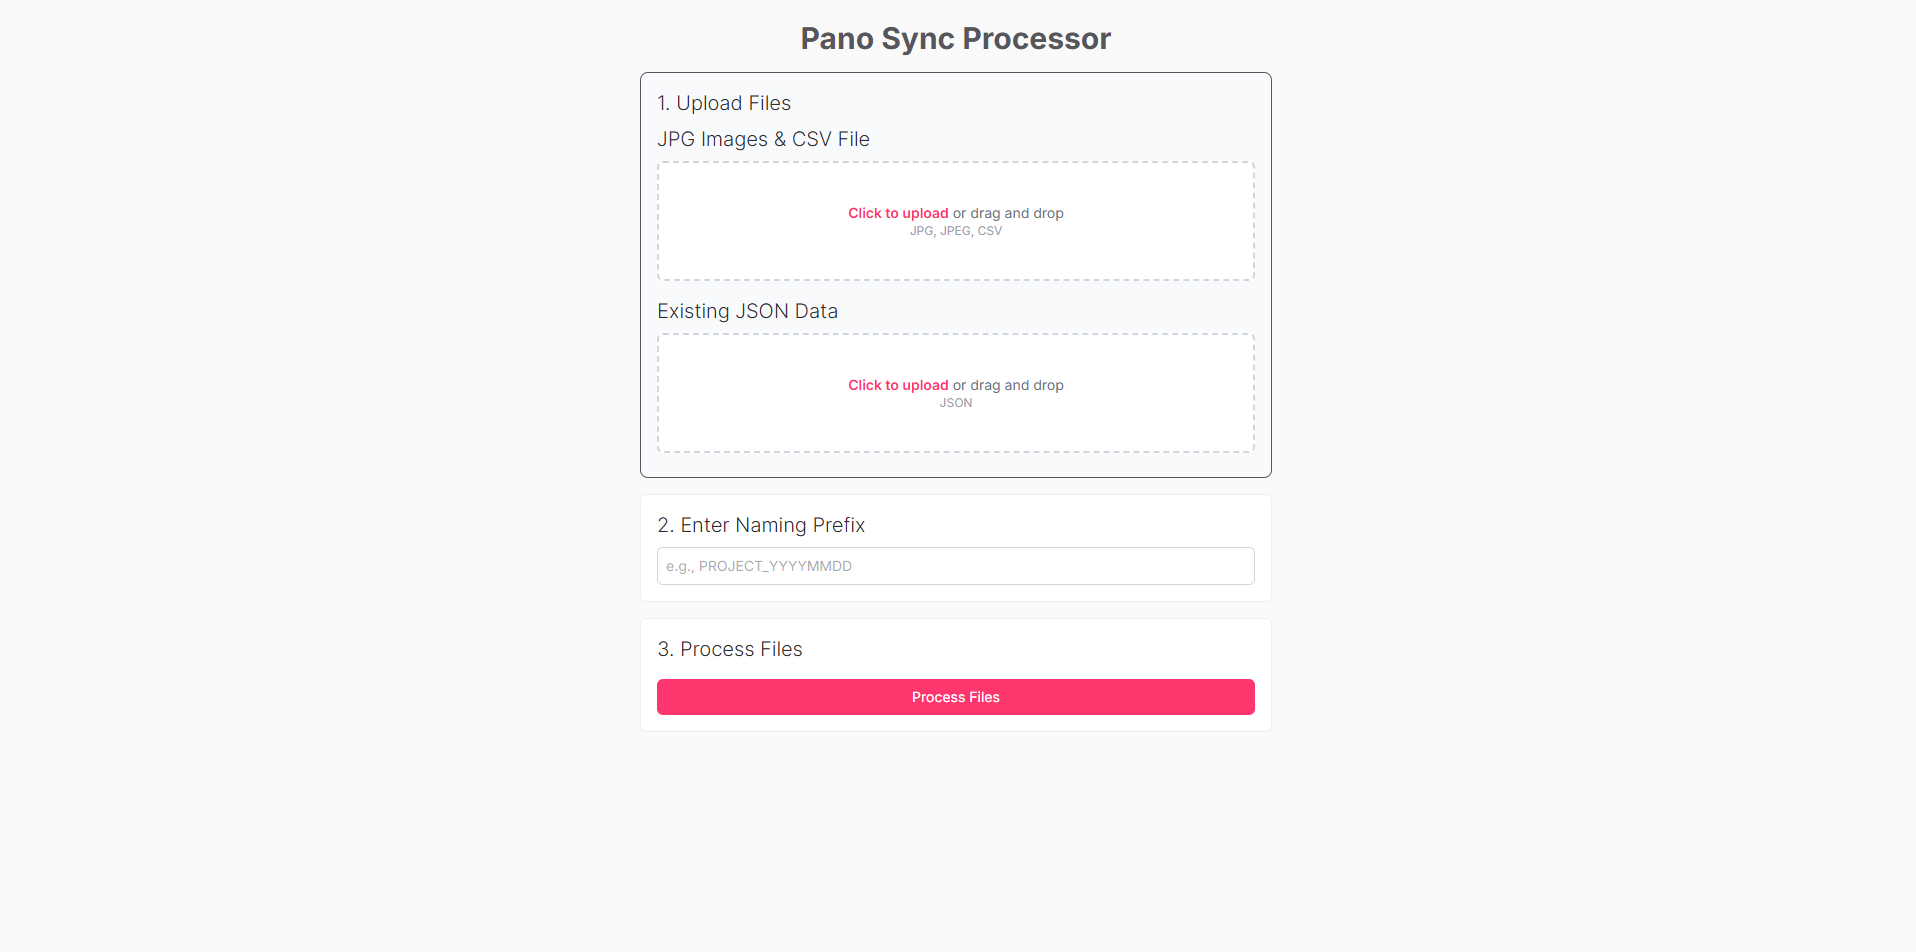 Pano Sync Processor
1. Upload Files
JPG Images & CSV File
Click to upload or drag and drop
JPG, JPEG, CSV
Existing JSON Data
Click to upload or drag and drop
JSON
2. Enter Naming Prefix
e.g., PROJECT_YYYYMMDD
3. Process Files
Process Files